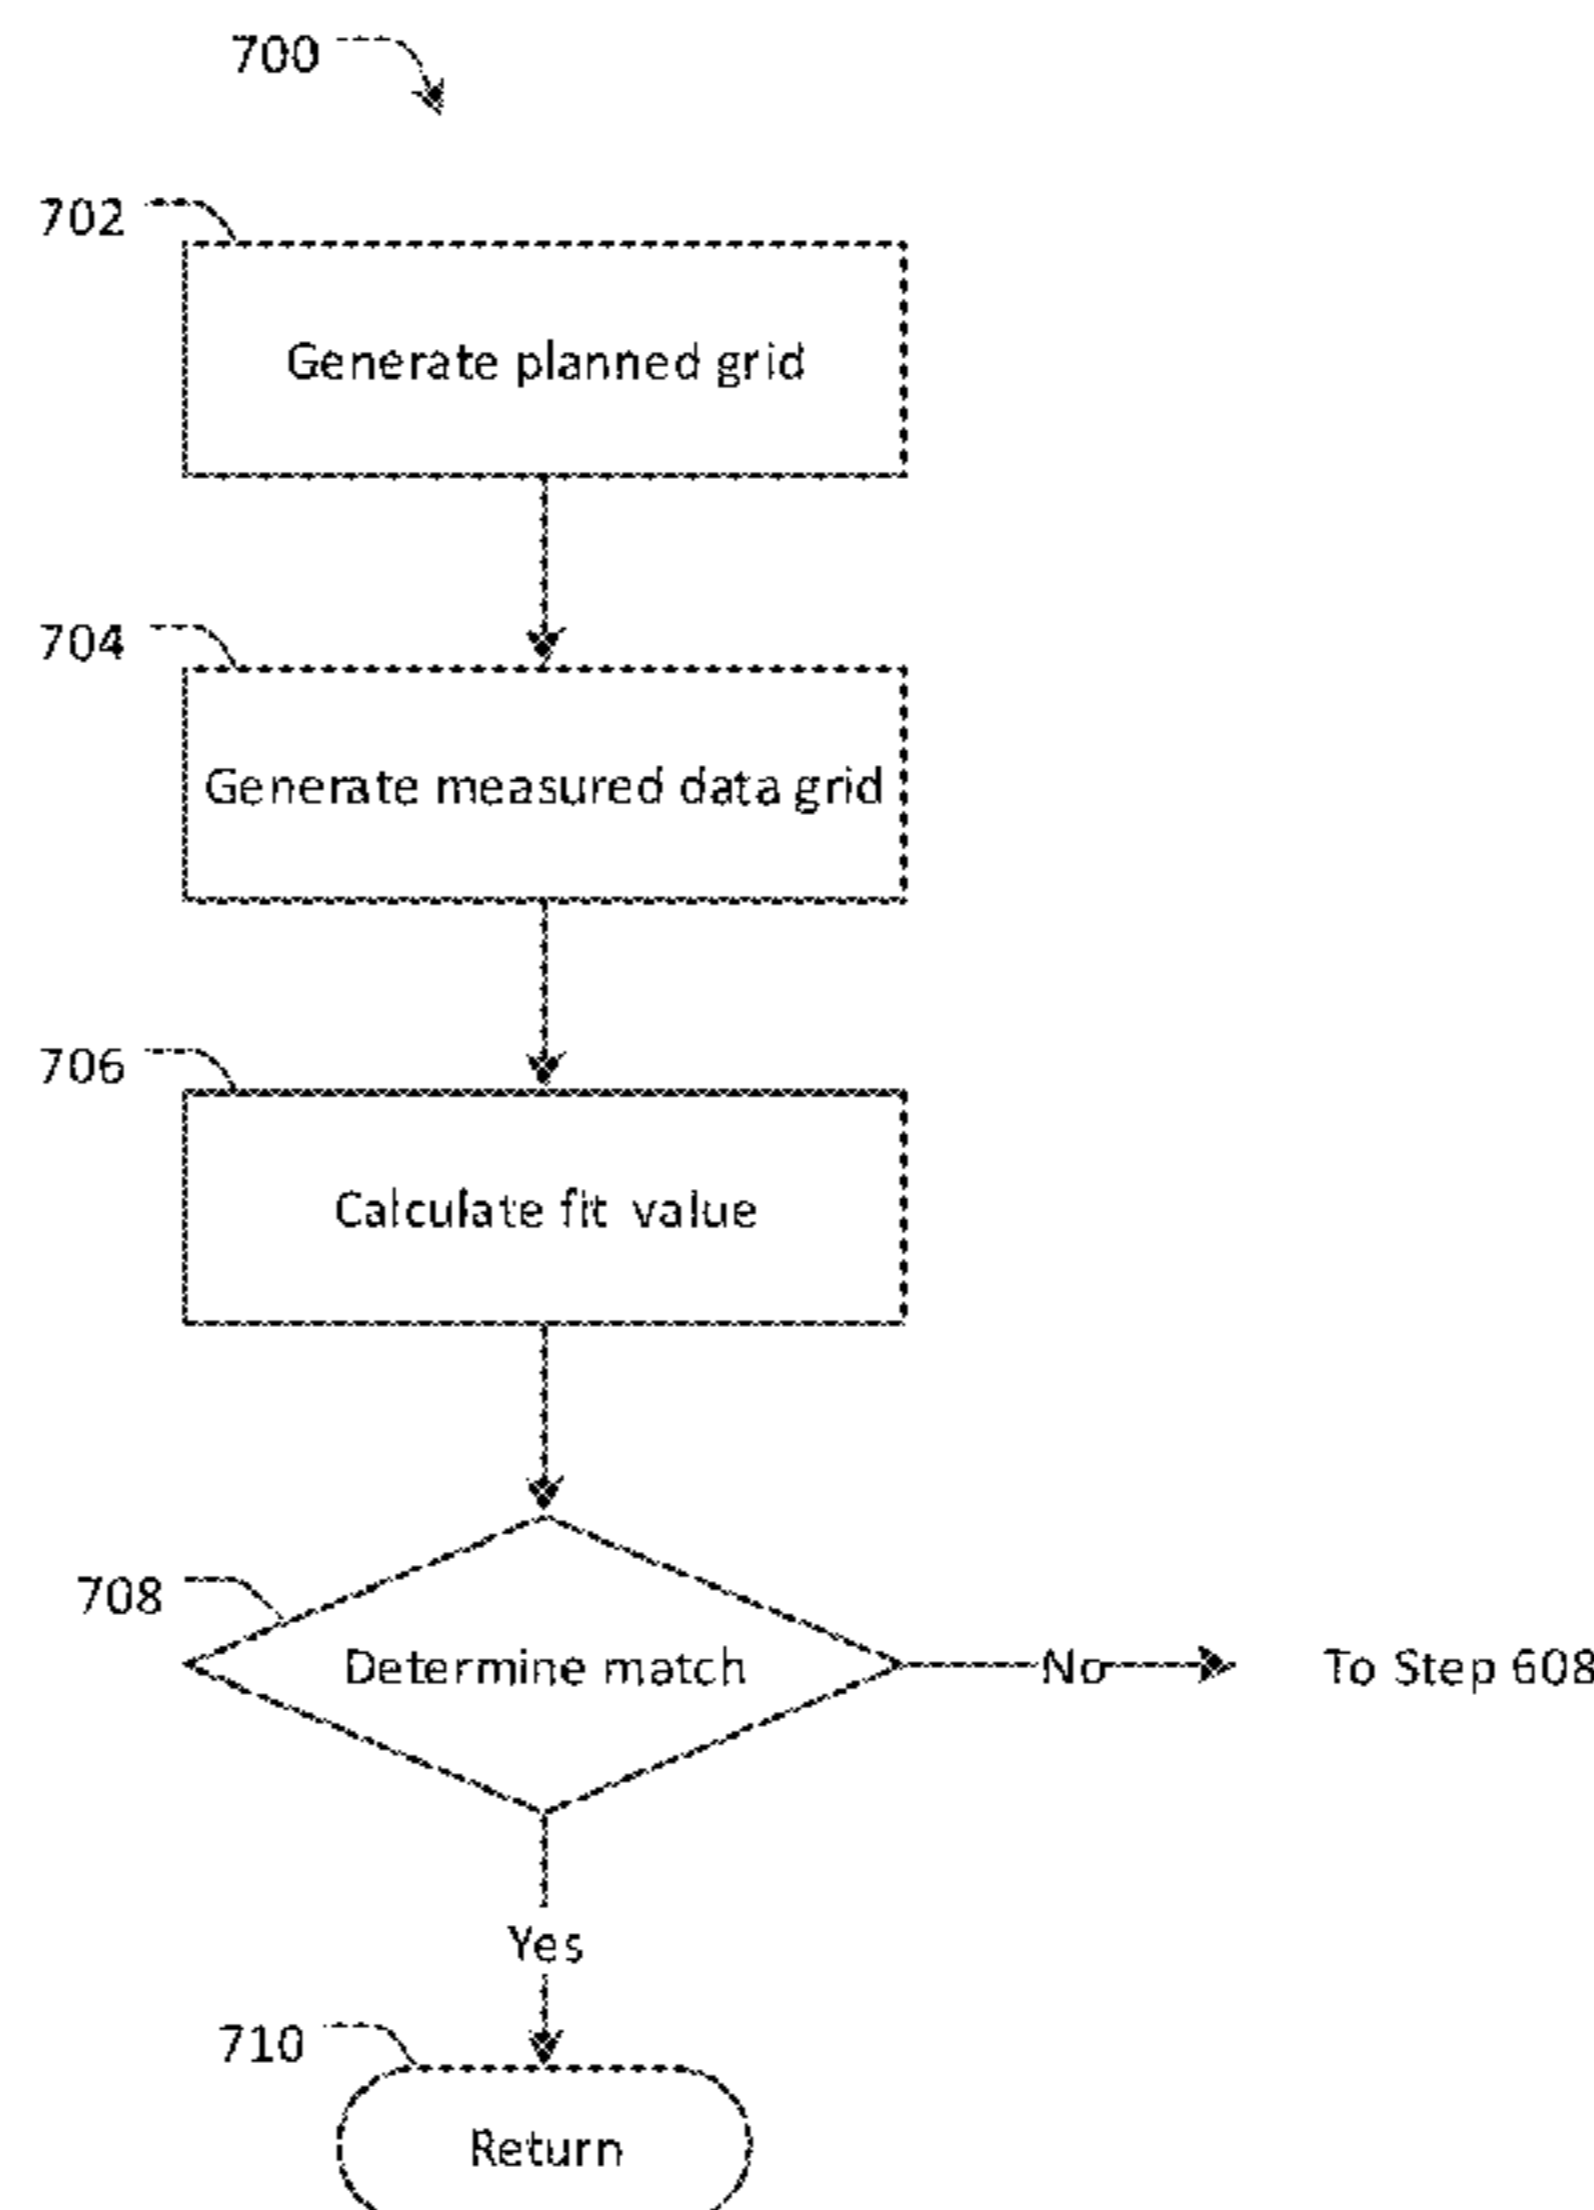 700
702
Generate planned grid
704
Generate measured data grid
706
Calculate fit value
708
Determine match
No
To Step 608
Yes
710
Return